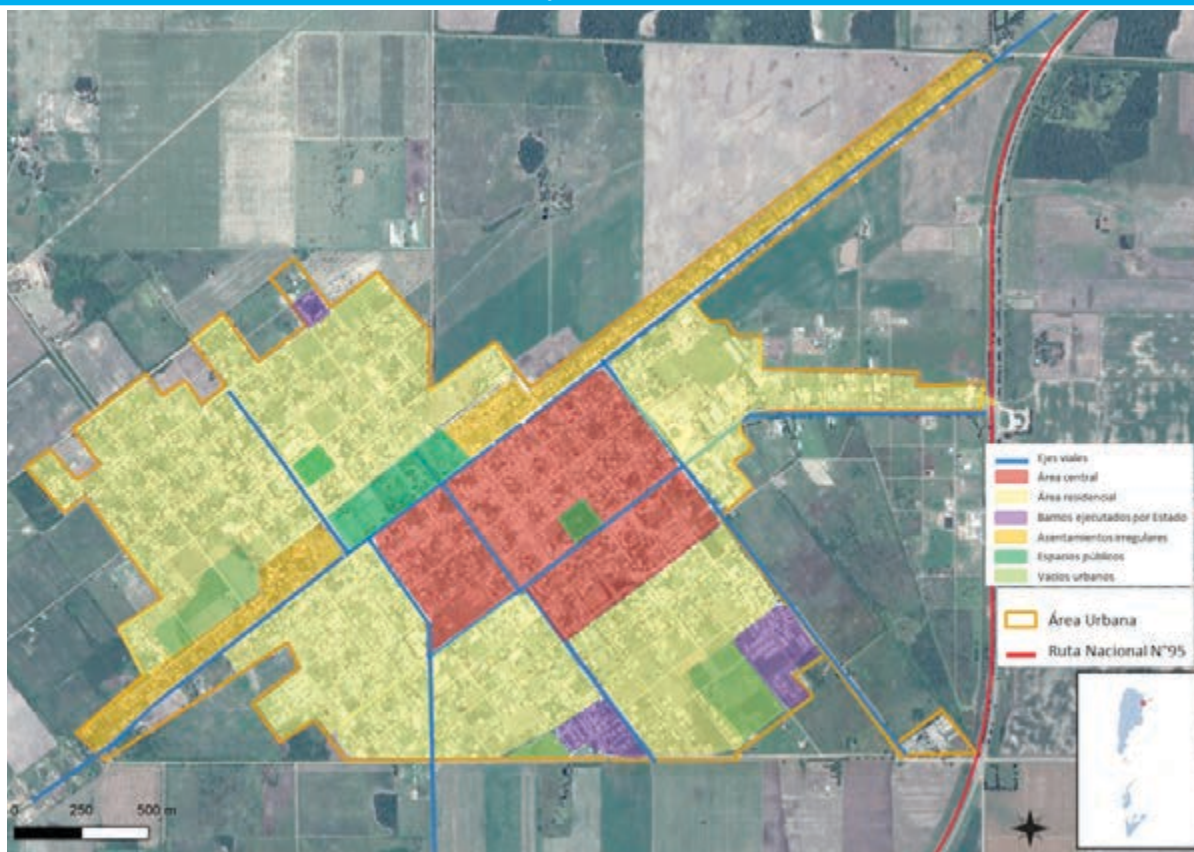 Ejes viales
Área central
Área residencial
Barrios ejecutados por Estado
Asentamientos irregulares
Espacios públicos
Vacíos urbanos
Área Urbana
Ruta Nacional N°95
0 250 500 m